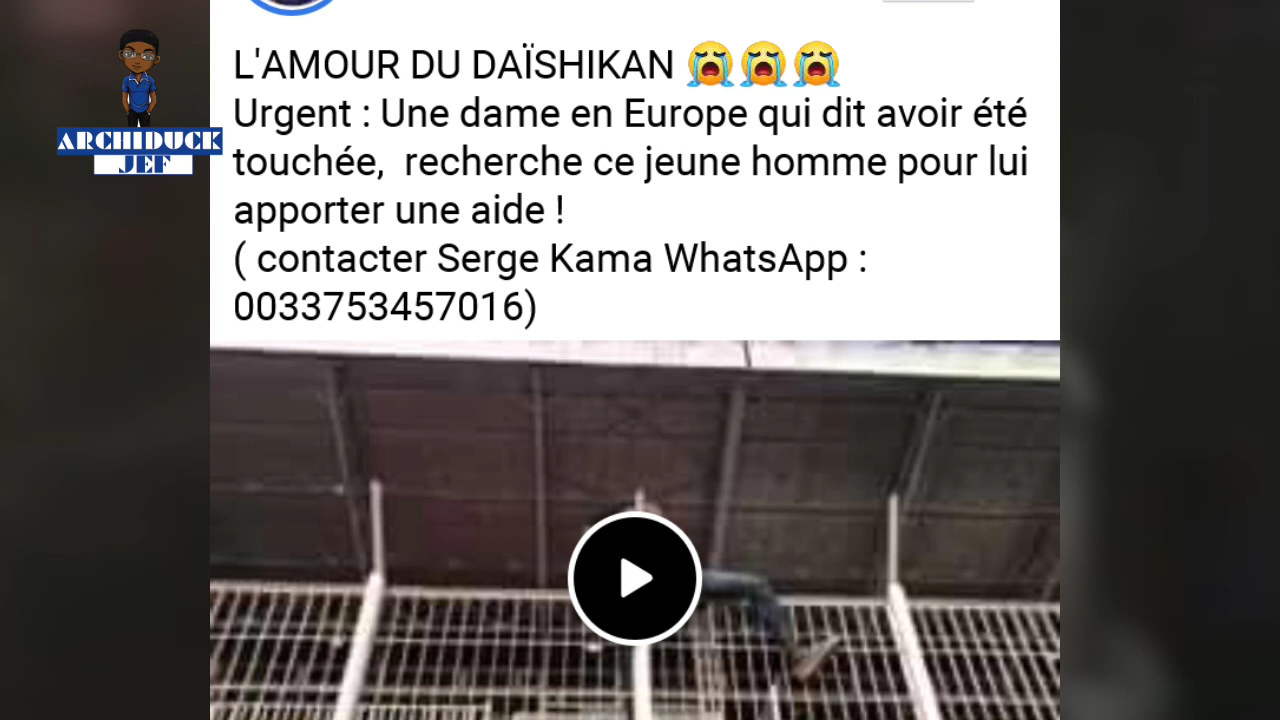 ARCHIDUCK
JEF
L'AMOUR DU DAÏSHIKAN 😭😭😭
Urgent : Une dame en Europe qui dit avoir été
touchée,  recherche ce jeune homme pour lui
apporter une aide !
( contacter Serge Kama WhatsApp :
0033753457016)